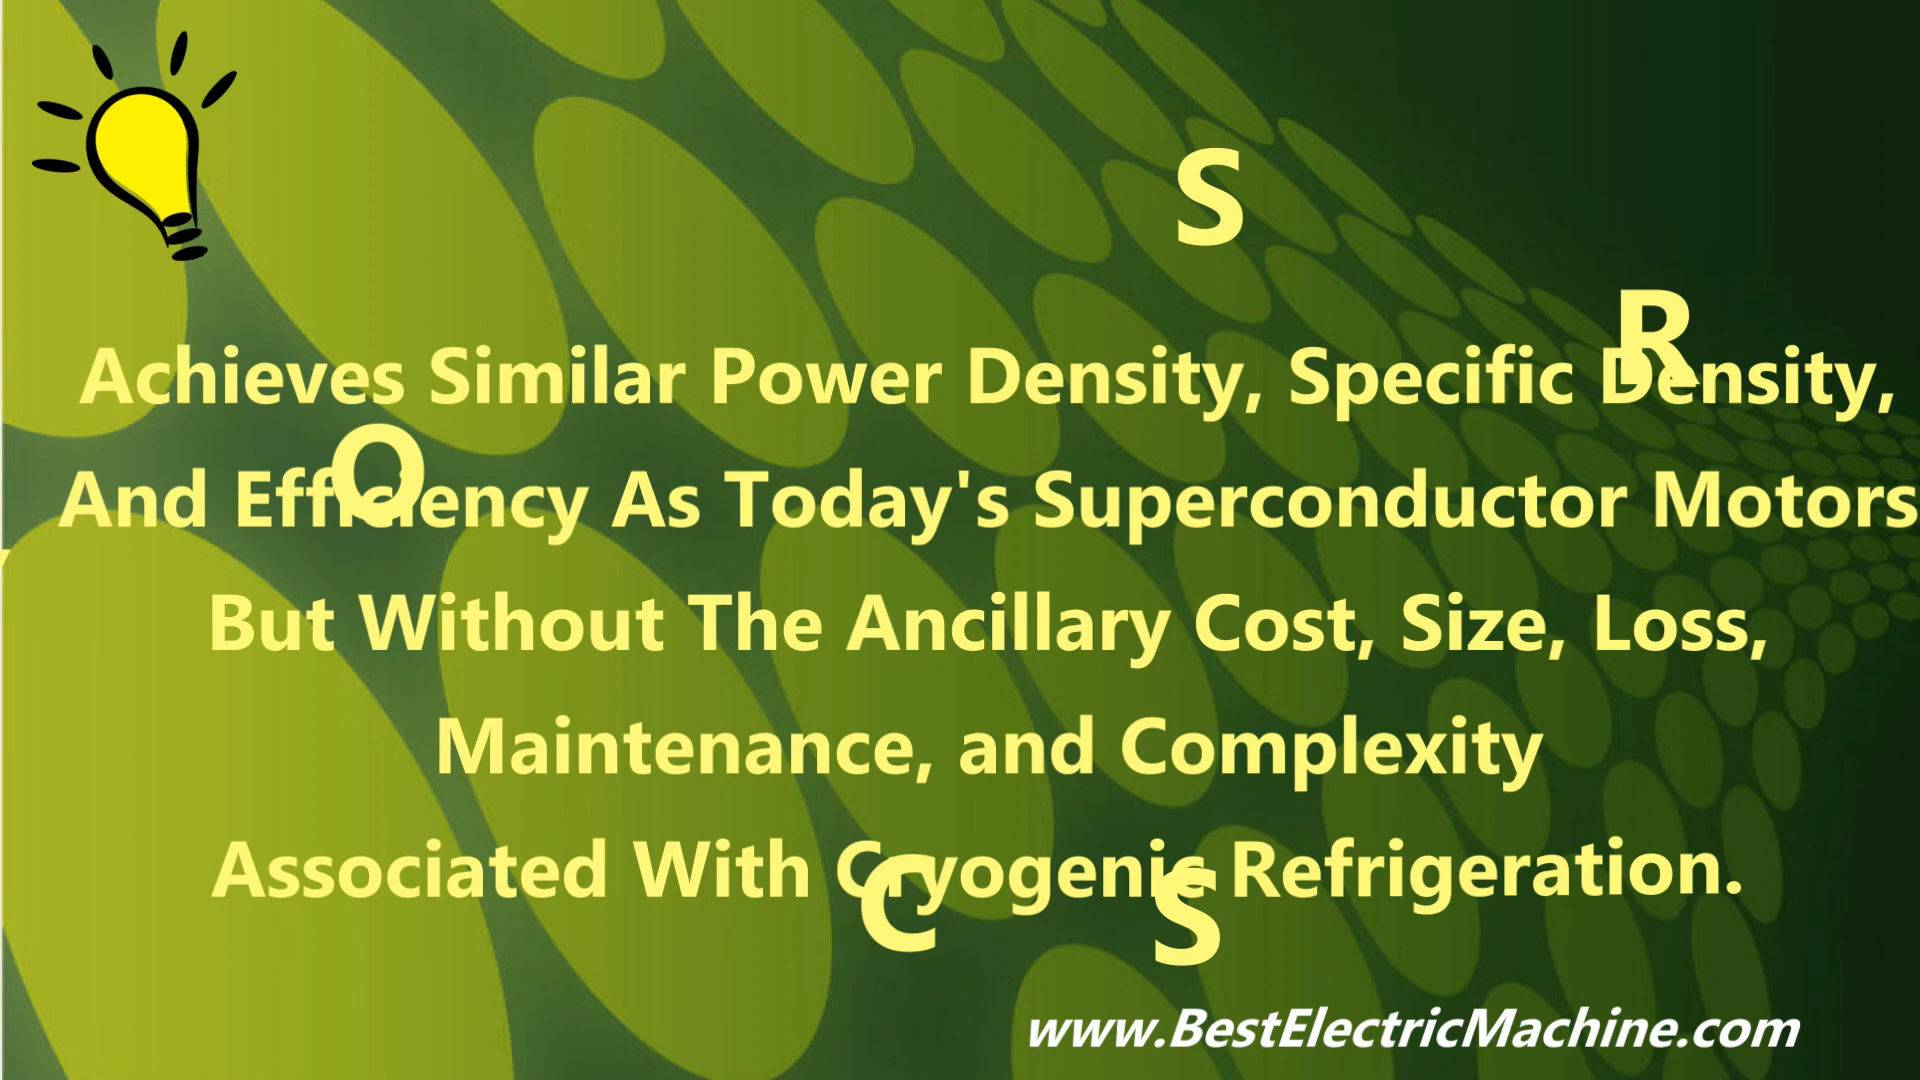 S
R
Achieves Similar Power Density, Specific Density,
O
And Efficiency As Today's Superconductor Motors
But Without The Ancillary Cost, Size, Loss,
Maintenance, and Complexity
Associated With Cryogenic Refrigeration.
C
S
www.BestElectricMachine.com